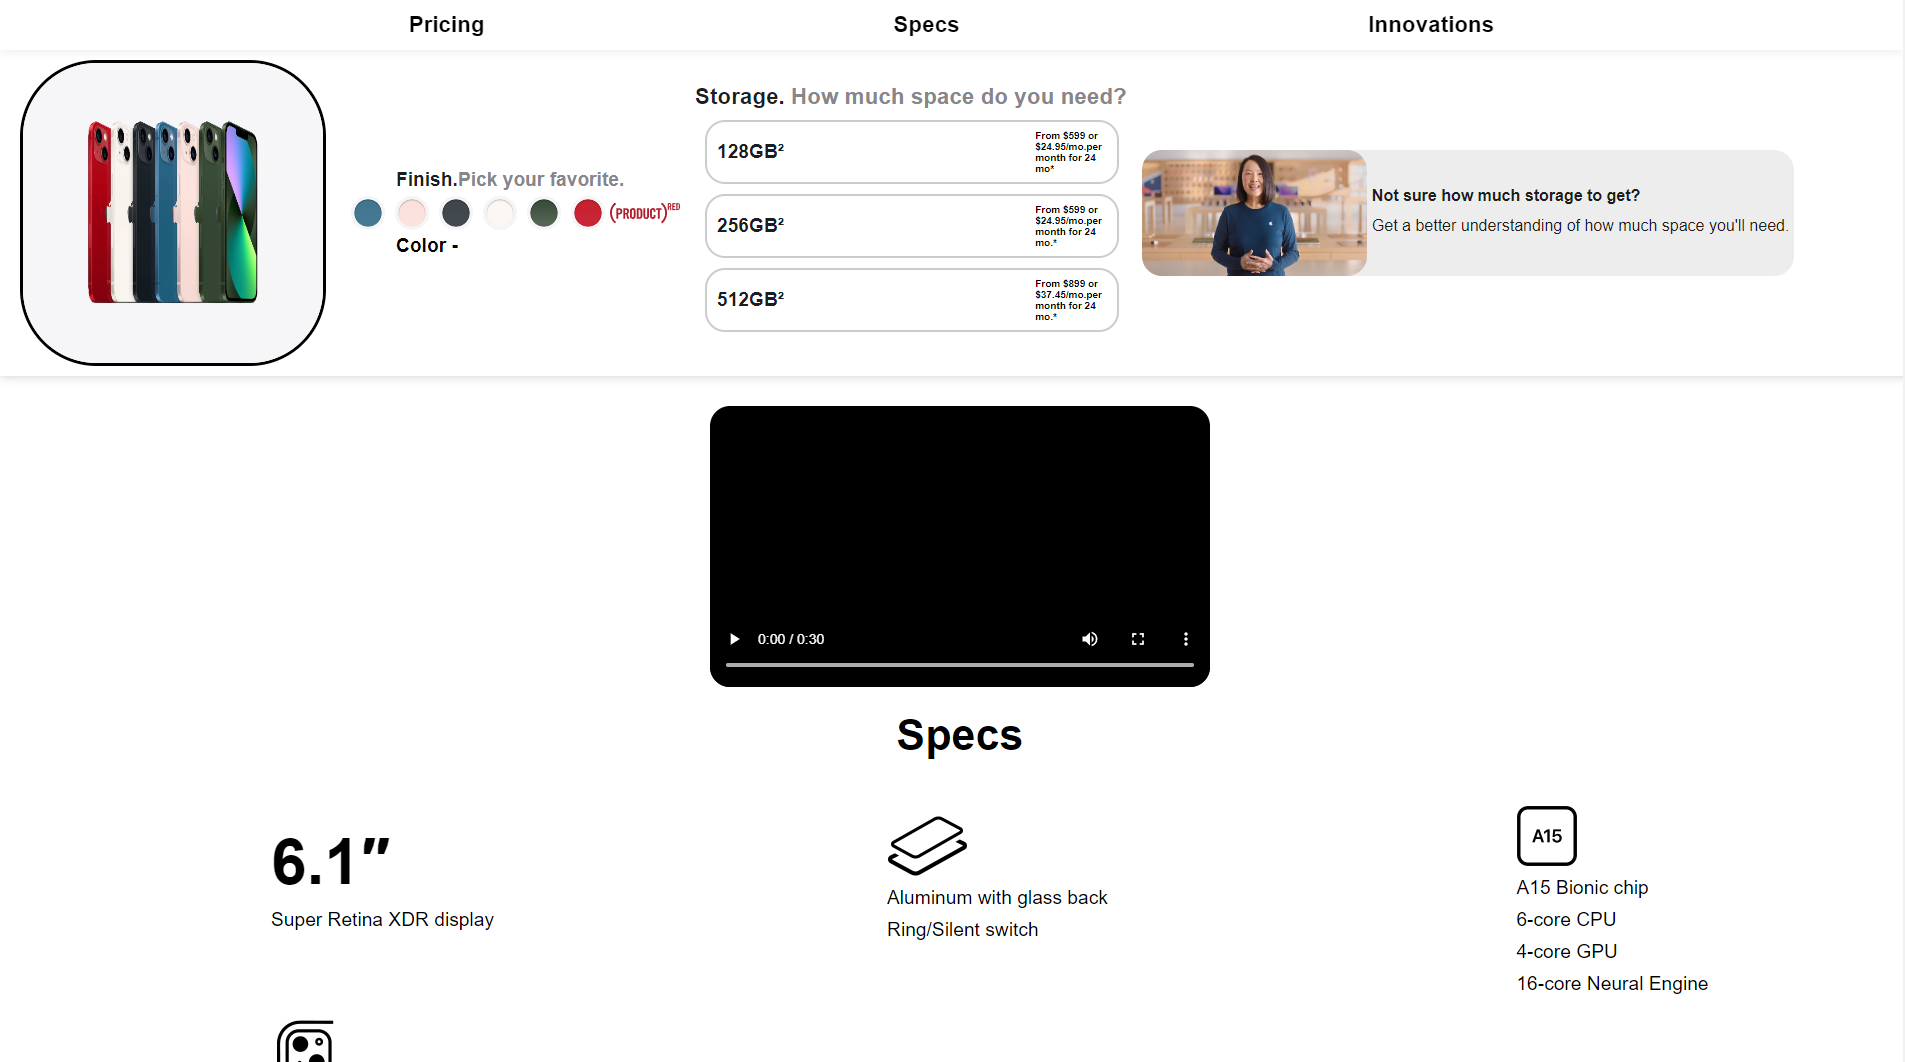 Pricing
Specs
Innovations
Finish.Pick your favorite.
(PRODUCT)RED
Color -
Storage. How much space do you need?
128GB²
From $599 or
$24.95/mo.per
month for 24
mo*
256GB²
From $599 or
$24.95/mo.per
month for 24
mo.*
512GB²
From $899 or
$37.45/mo.per
month for 24
mo.*
Not sure how much storage to get?
Get a better understanding of how much space you'll need.
0:00 / 0:30
Specs
6.1″
Super Retina XDR display
Aluminum with glass back
Ring/Silent switch
A15
A15 Bionic chip
6-core CPU
4-core GPU
16-core Neural Engine